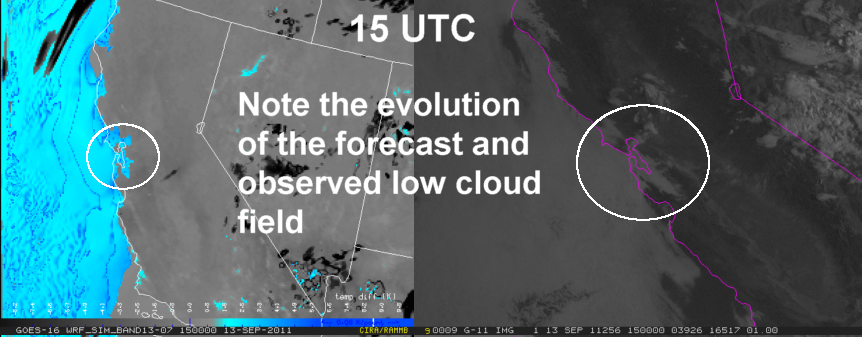 15 UTC
Note the evolution
of the forecast and
observed low cloud
field
temp diff (K)
GOES-16 WRF_SIM_BAND13-07 150000 13-SEP-2011 CIRA/RAMMB
9 0009 G-11 IMG 1 13 SEP 11256 150000 03926 16517 01.00